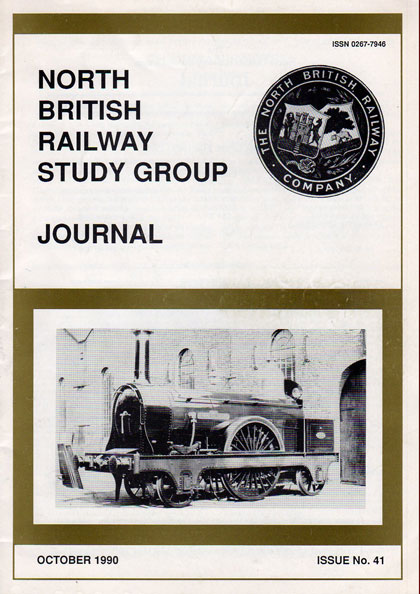 ISSN 0267-7946
NORTH
BRITISH
RAILWAY
STUDY GROUP
JOURNAL
THE NORTH BRITISH RAILWAY
COMPANY.
OCTOBER 1990
ISSUE No. 41